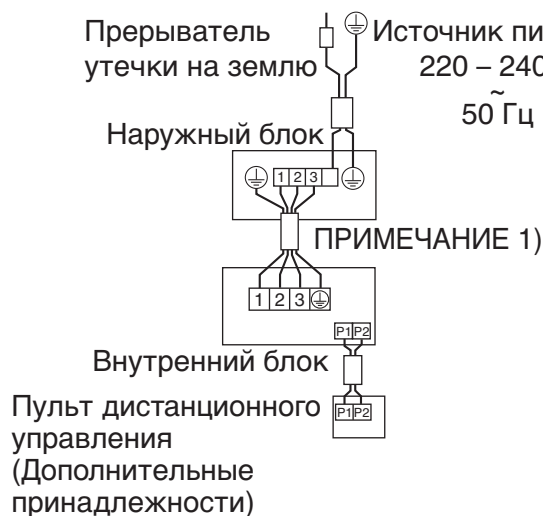 Прерыватель
утечки на землю
220 – 240
~
50 Гц
Источник
Наружный блок
1 2 3
ПРИМЕЧАНИЕ 1)
1 2 3
P1 P2
Внутренний блок
P1 P2
Пульт дистанционного
управления
(Дополнительные
принадлежности)